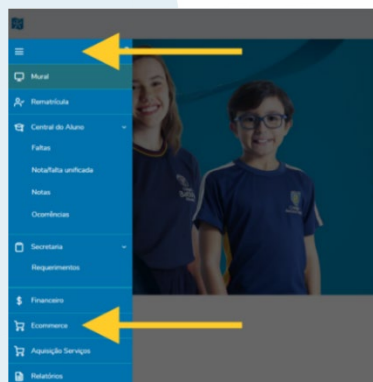 Mural
Rematrícula
Central do Aluno
Faltas
Nota/falta unificada
Notas
Ocorrências
Secretaria
Requerimentos
Financeiro
Ecommerce
Aquisição Serviços
Relatórios